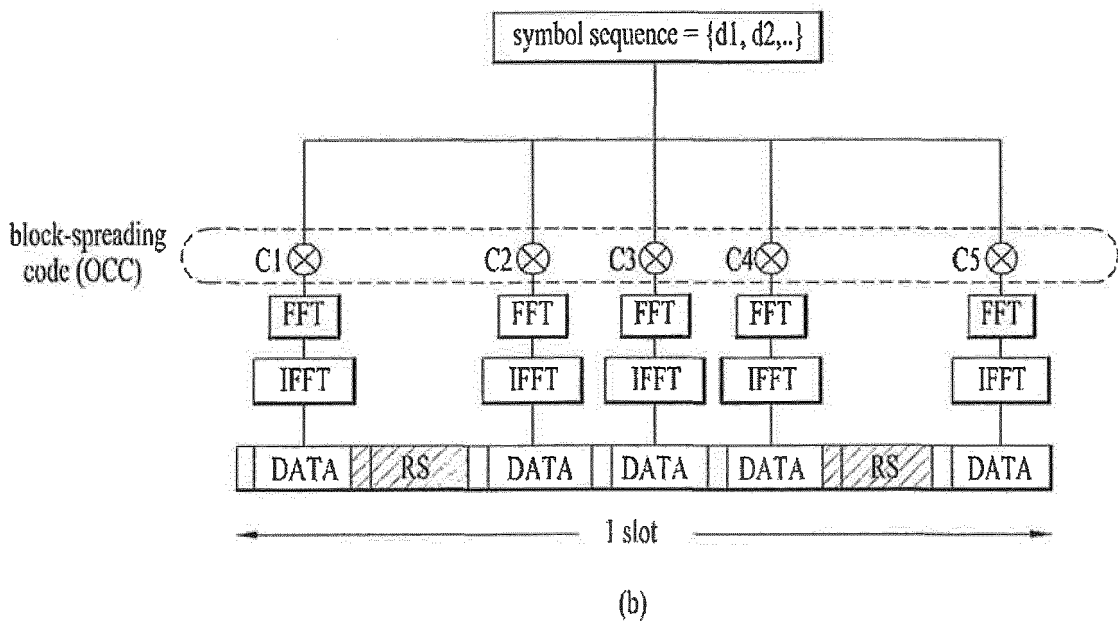 symbol sequence = {d1, d2,..}
block-spreading
code (OCC)
C1 C2 C3 C4 C5
FFT FFT FFT FFT FFT
IFFT IFFT IFFT IFFT IFFT
DATA RS DATA DATA DATA RS DATA
1 slot
(b)